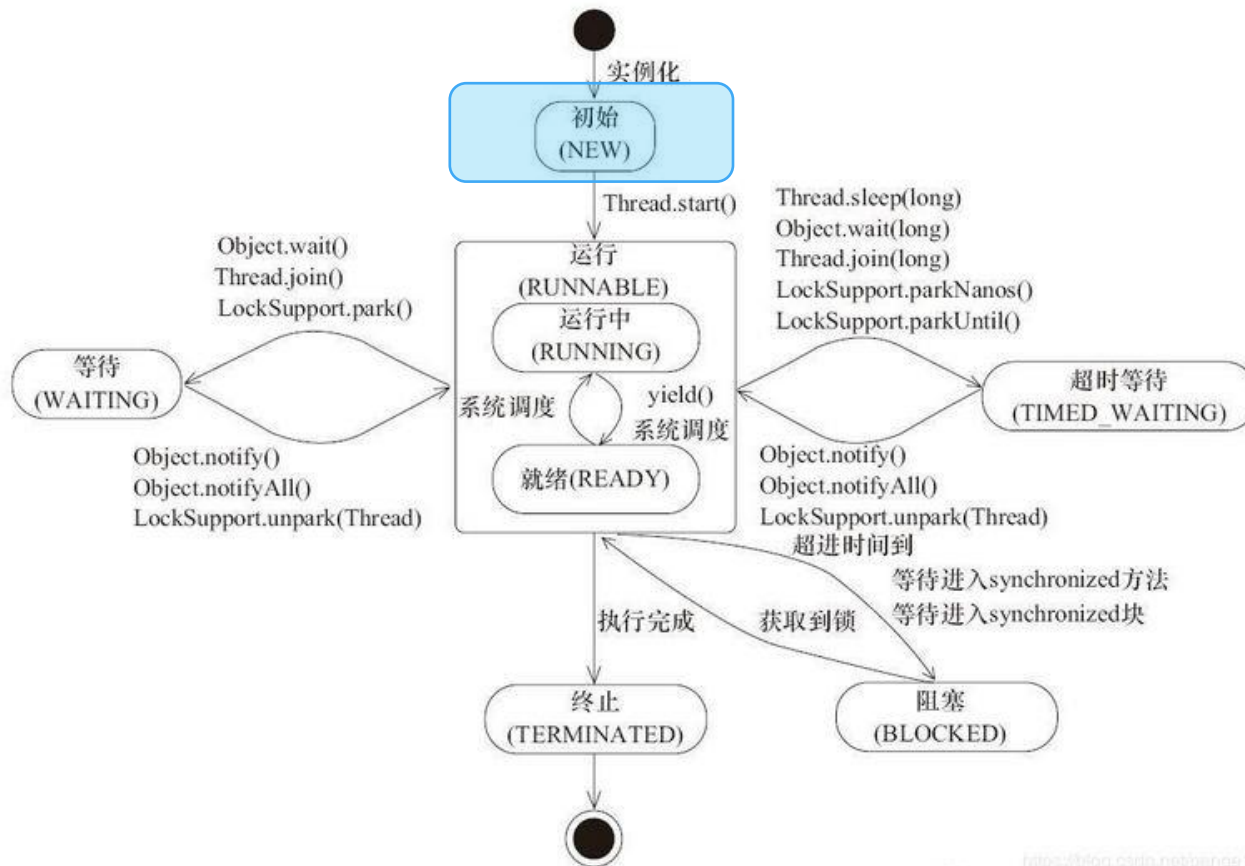 实例化
初始
(NEW)
Thread.start()
Object.wait()
Thread.join()
LockSupport.park()
Thread.sleep(long)
Object.wait(long)
Thread.join(long)
LockSupport.parkNanos()
LockSupport.parkUntil()
运行
(RUNNABLE)
运行中
(RUNNING)
等待
(WAITING)
系统调度
yield()
系统调度
超时等待
(TIMED_WAITING)
就绪(READY)
Object.notify()
Object.notifyAll()
LockSupport.unpark(Thread)
Object.notify()
Object.notifyAll()
LockSupport.unpark(Thread)
超进时间到
等待进入synchronized方法
等待进入synchronized块
执行完成
获取到锁
终止
(TERMINATED)
阻塞
(BLOCKED)